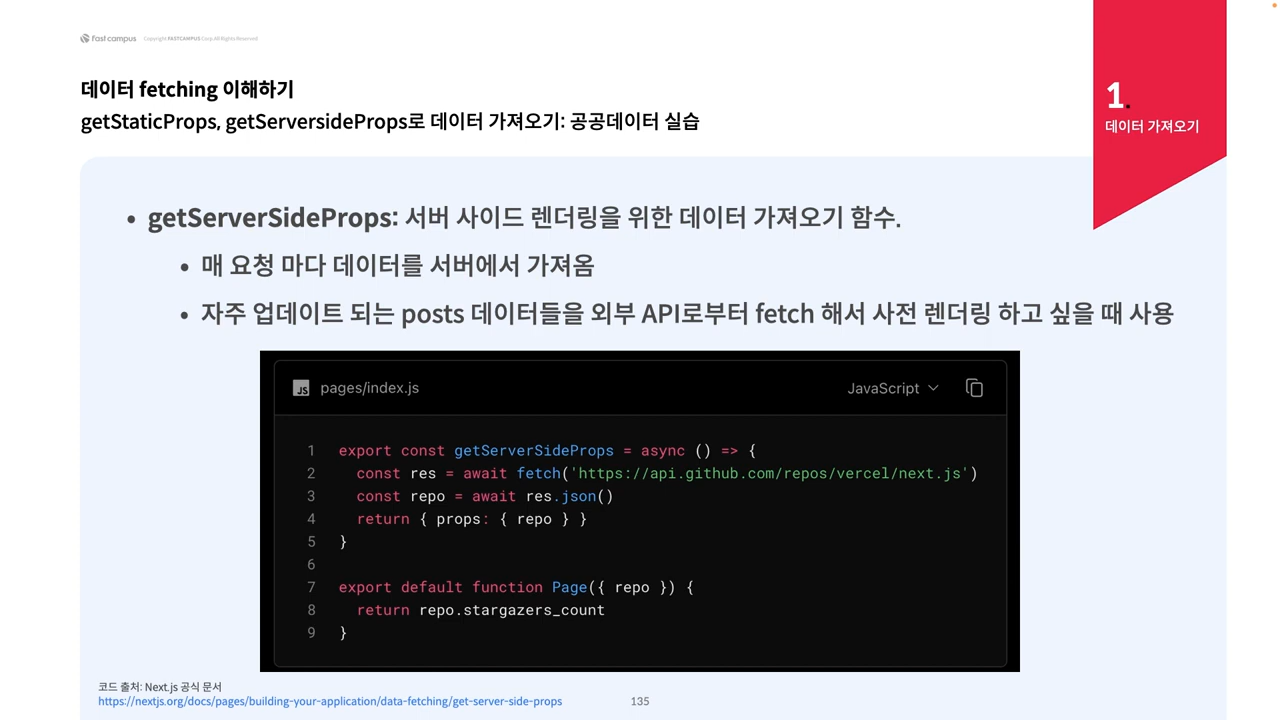 Fast campus Copyright FASTCAMPUS Corp. All Rights Reserved
데이터 fetching 이해하기
getStaticProps, getServersideProps로 데이터 가져오기: 공공데이터 실습
1.
데이터 가져오기
• getServerSideProps: 서버 사이드 렌더링을 위한 데이터 가져오기 함수.
• 매 요청 마다 데이터를 서버에서 가져옴
• 자주 업데이트 되는 posts 데이터들을 외부 API로부터 fetch 해서 사전 렌더링 하고 싶을 때 사용
JS pages/index.js JavaScript
1 export const getServerSideProps = async () => {
2 const res = await fetch('https://api.github.com/repos/vercel/next.js')
3 const repo = await res.json()
4 return { props: { repo } }
5 }
6
7 export default function Page({ repo }) {
8 return repo.stargazers_count
9 }
코드 출처: Next.js 공식 문서
https://nextjs.org/docs/pages/building-your-application/data-fetching/get-server-side-props
135